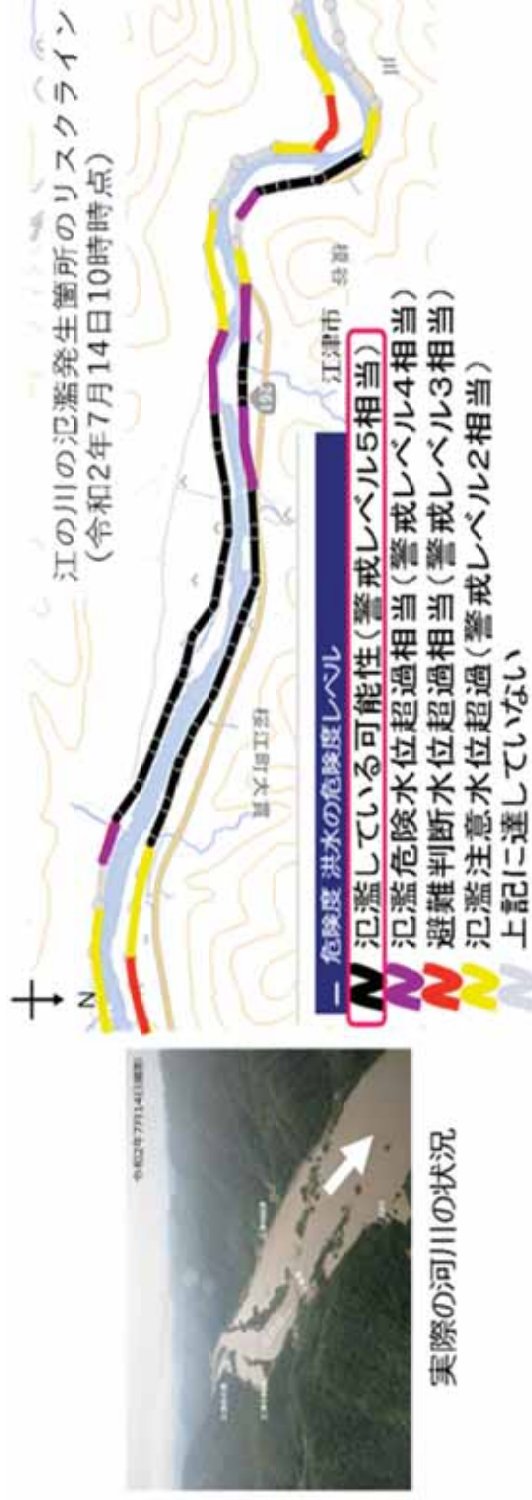 江の川の氾濫発生箇所のリスクライン
(令和2年7月14日10時時点)
川
榎谷
江津市
261
桜江町大貫
N
危険度 洪水の危険度レベル
氾濫している可能性(警戒レベル5相当)
氾濫危険水位超過相当(警戒レベル4相当)
避難判断水位超過相当(警戒レベル3相当)
氾濫注意水位超過(警戒レベル2相当)
上記に達していない
実際の河川の状況